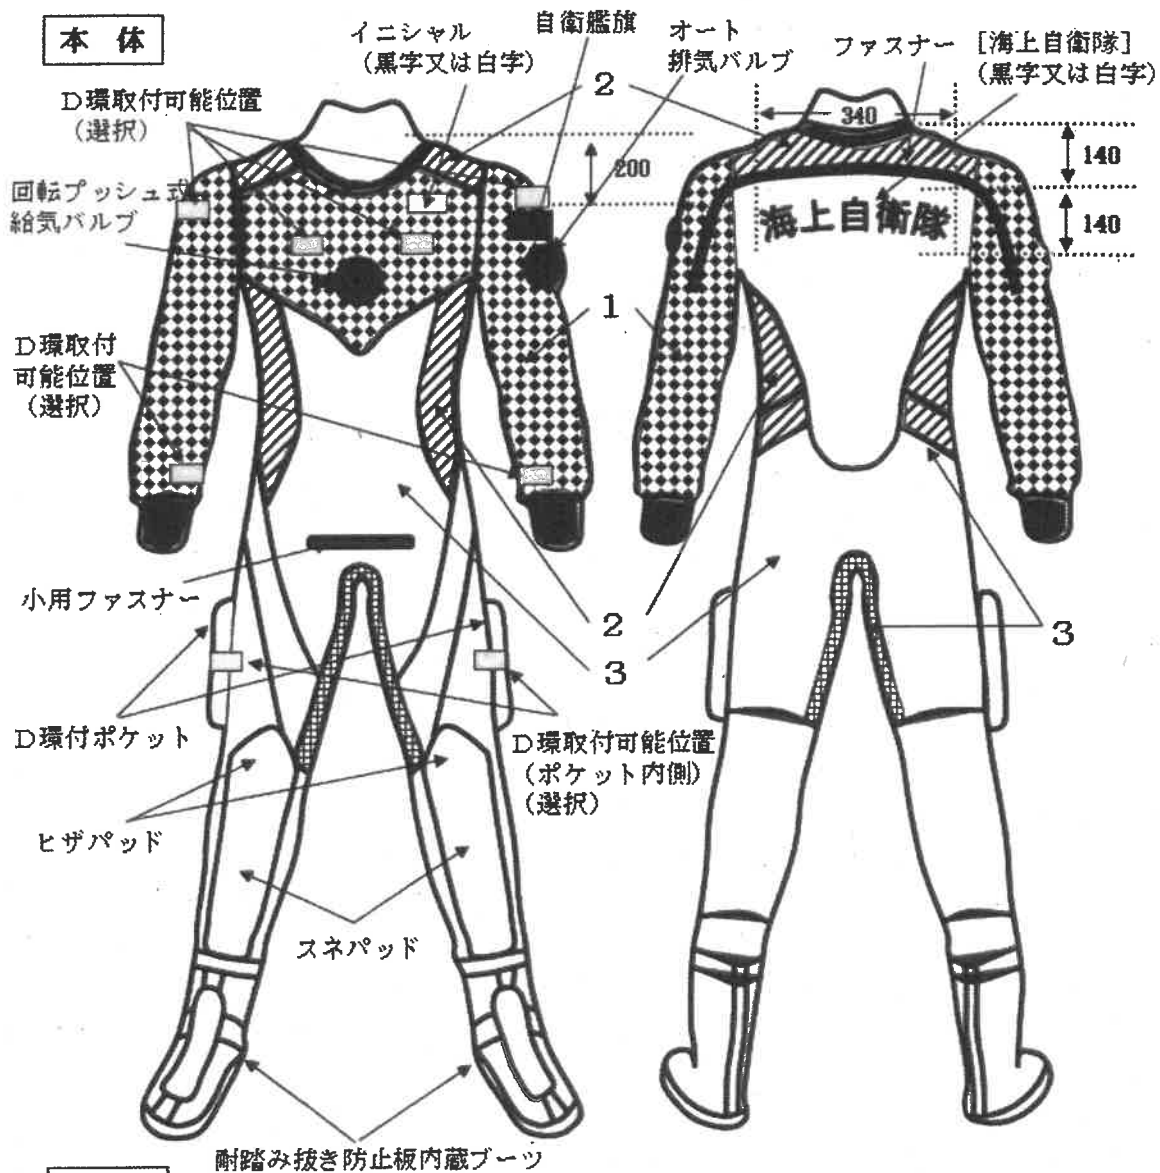 本体
イニシャル
(黒字又は白字)
自衛艦旗
オート
排気バルブ
ファスナー
[海上自衛隊]
(黒字又は白字)
D環取付可能位置
(選択)
2
340
200
140
140
回転プッシュ式
給気バルブ
海上自衛隊
1
D環取付
可能位置
(選択)
小用ファスナー
2
3
3
D環付ポケット
D環取付可能位置
(ポケット内側)
(選択)
ヒザパッド
スネパッド
耐踏み抜き防止板内蔵ブーツ